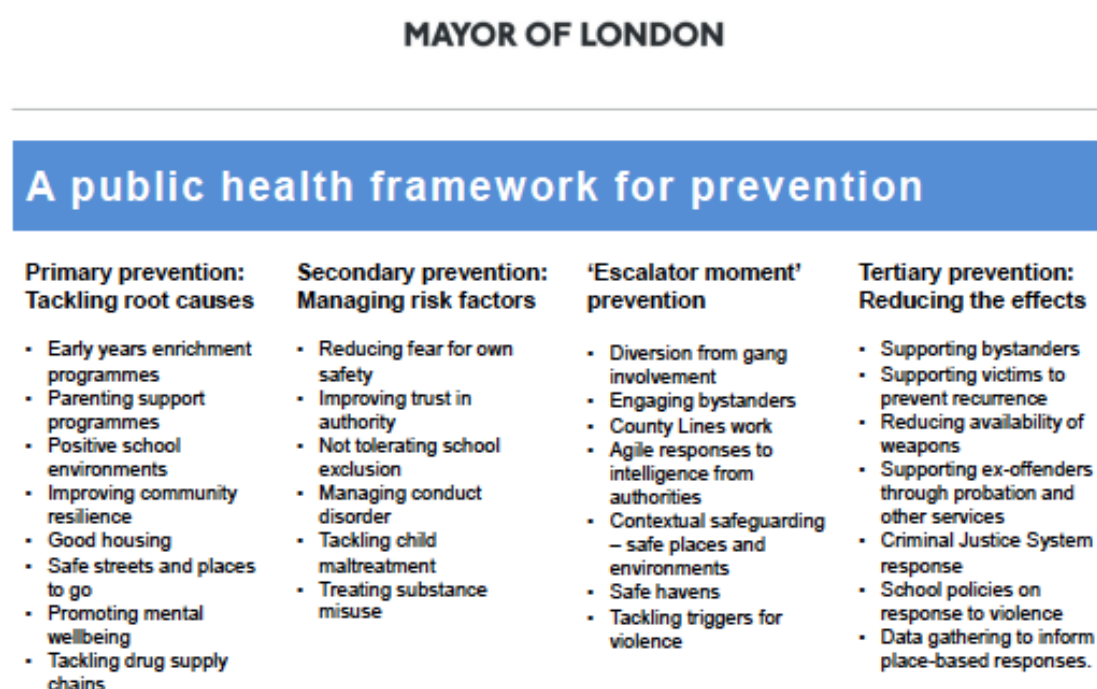 MAYOR OF LONDON
A public health framework for prevention
Primary prevention:
Tackling root causes
▪ Early years enrichment
programmes
▪ Parenting support
programmes
▪ Positive school
environments
▪ Improving community
resilience
▪ Good housing
▪ Safe streets and places
to go
▪ Promoting mental
wellbeing
▪ Tackling drug supply
chains
Secondary prevention:
Managing risk factors
▪ Reducing fear for own
safety
▪ Improving trust in
authority
▪ Not tolerating school
exclusion
▪ Managing conduct
disorder
▪ Tackling child
maltreatment
▪ Treating substance
misuse
‘Escalator moment’
prevention
▪ Diversion from gang
involvement
▪ Engaging bystanders
▪ County Lines work
▪ Agile responses to
intelligence from
authorities
▪ Contextual safeguarding
– safe places and
environments
▪ Safe havens
▪ Tackling triggers for
violence
Tertiary prevention:
Reducing the effects
▪ Supporting bystanders
▪ Supporting victims to
prevent recurrence
▪ Reducing availability of
weapons
▪ Supporting ex-offenders
through probation and
other services
▪ Criminal Justice System
response
▪ School policies on
response to violence
▪ Data gathering to inform
place-based responses.